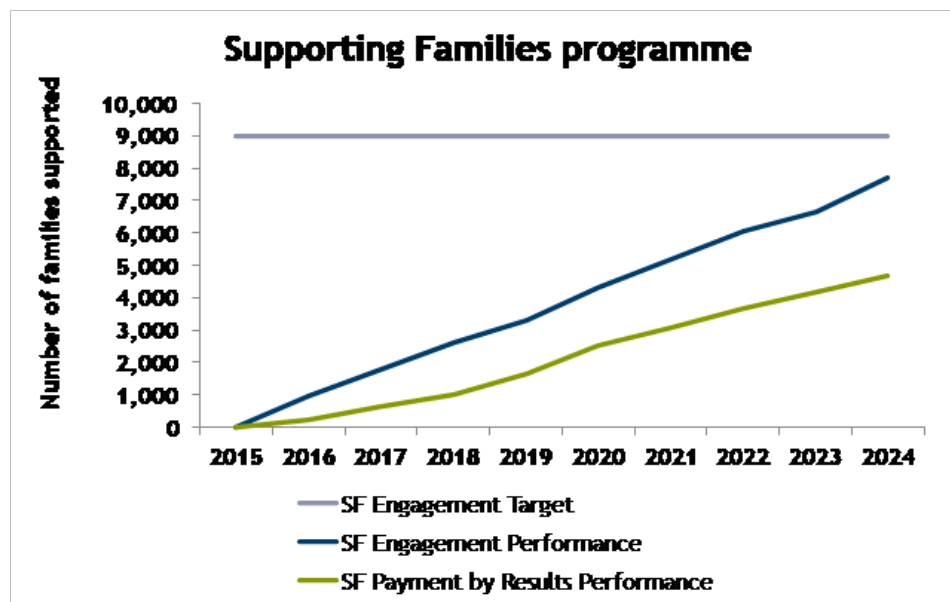 Supporting Families programme
Number of families supported
10,000
9,000
8,000
7,000
6,000
5,000
4,000
3,000
2,000
1,000
0
2015 2016 2017 2018 2019 2020 2021 2022 2023 2024
SF Engagement Target
SF Engagement Performance
SF Payment by Results Performance